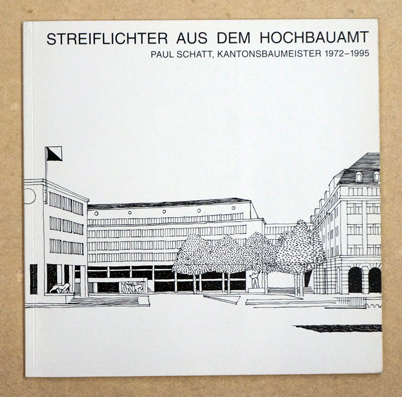 STREIFLICHTER AUS DEM HOCHBAUAMT
PAUL SCHATT, KANTONSBAUMEISTER 1972–1995